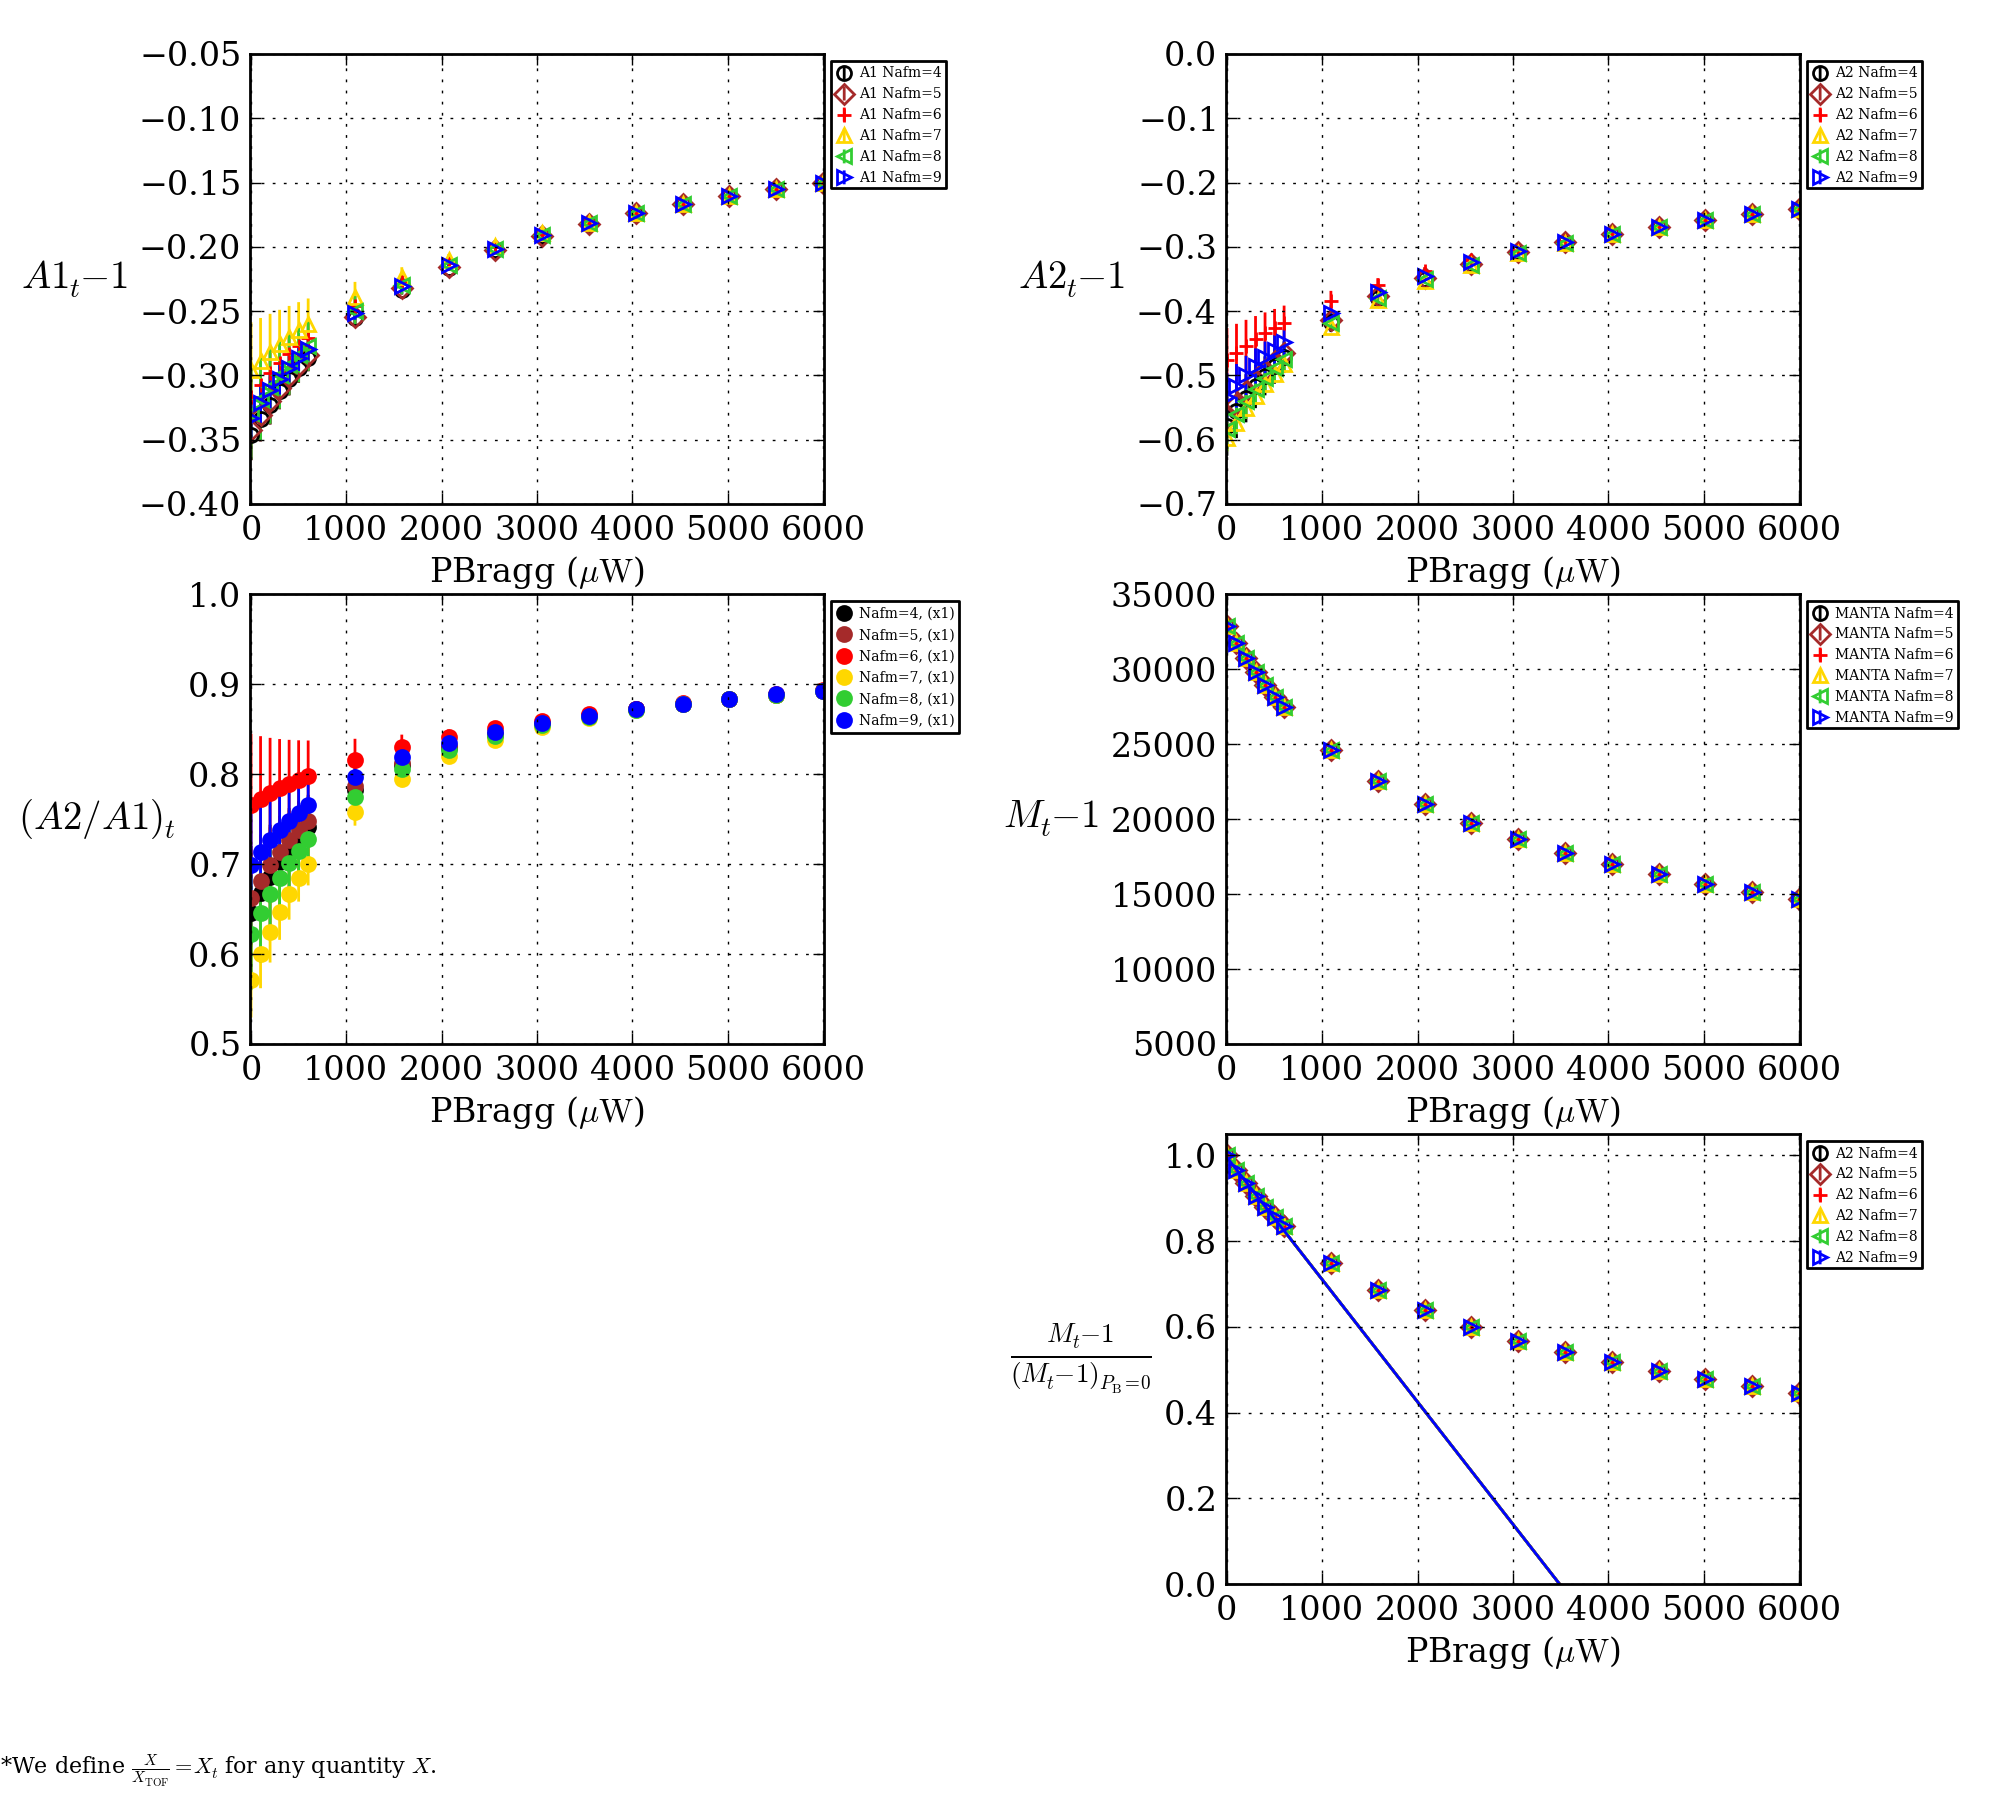 −0.05
−0.10
−0.15
−0.20
−0.25
−0.30
−0.35
−0.40
A1_t−1
0 1000 2000 3000 4000 5000 6000
PBragg (μW)
A1 Nafm=4
A1 Nafm=5
A1 Nafm=6
A1 Nafm=7
A1 Nafm=8
A1 Nafm=9
0.0
−0.1
−0.2
−0.3
−0.4
−0.5
−0.6
−0.7
A2_t−1
0 1000 2000 3000 4000 5000 6000
PBragg (μW)
A2 Nafm=4
A2 Nafm=5
A2 Nafm=6
A2 Nafm=7
A2 Nafm=8
A2 Nafm=9
1.0
0.9
0.8
0.7
0.6
0.5
(A2/A1)_t
0 1000 2000 3000 4000 5000 6000
PBragg (μW)
Nafm=4, (x1)
Nafm=5, (x1)
Nafm=6, (x1)
Nafm=7, (x1)
Nafm=8, (x1)
Nafm=9, (x1)
35000
30000
25000
20000
15000
10000
5000
M_t−1
0 1000 2000 3000 4000 5000 6000
PBragg (μW)
MANTA Nafm=4
MANTA Nafm=5
MANTA Nafm=6
MANTA Nafm=7
MANTA Nafm=8
MANTA Nafm=9
1.0
0.8
0.6
0.4
0.2
0.0
M_t−1
(M_t−1)_{P_B=0}
0 1000 2000 3000 4000 5000 6000
PBragg (μW)
A2 Nafm=4
A2 Nafm=5
A2 Nafm=6
A2 Nafm=7
A2 Nafm=8
A2 Nafm=9
*We define X/X_TOF = X_t for any quantity X.